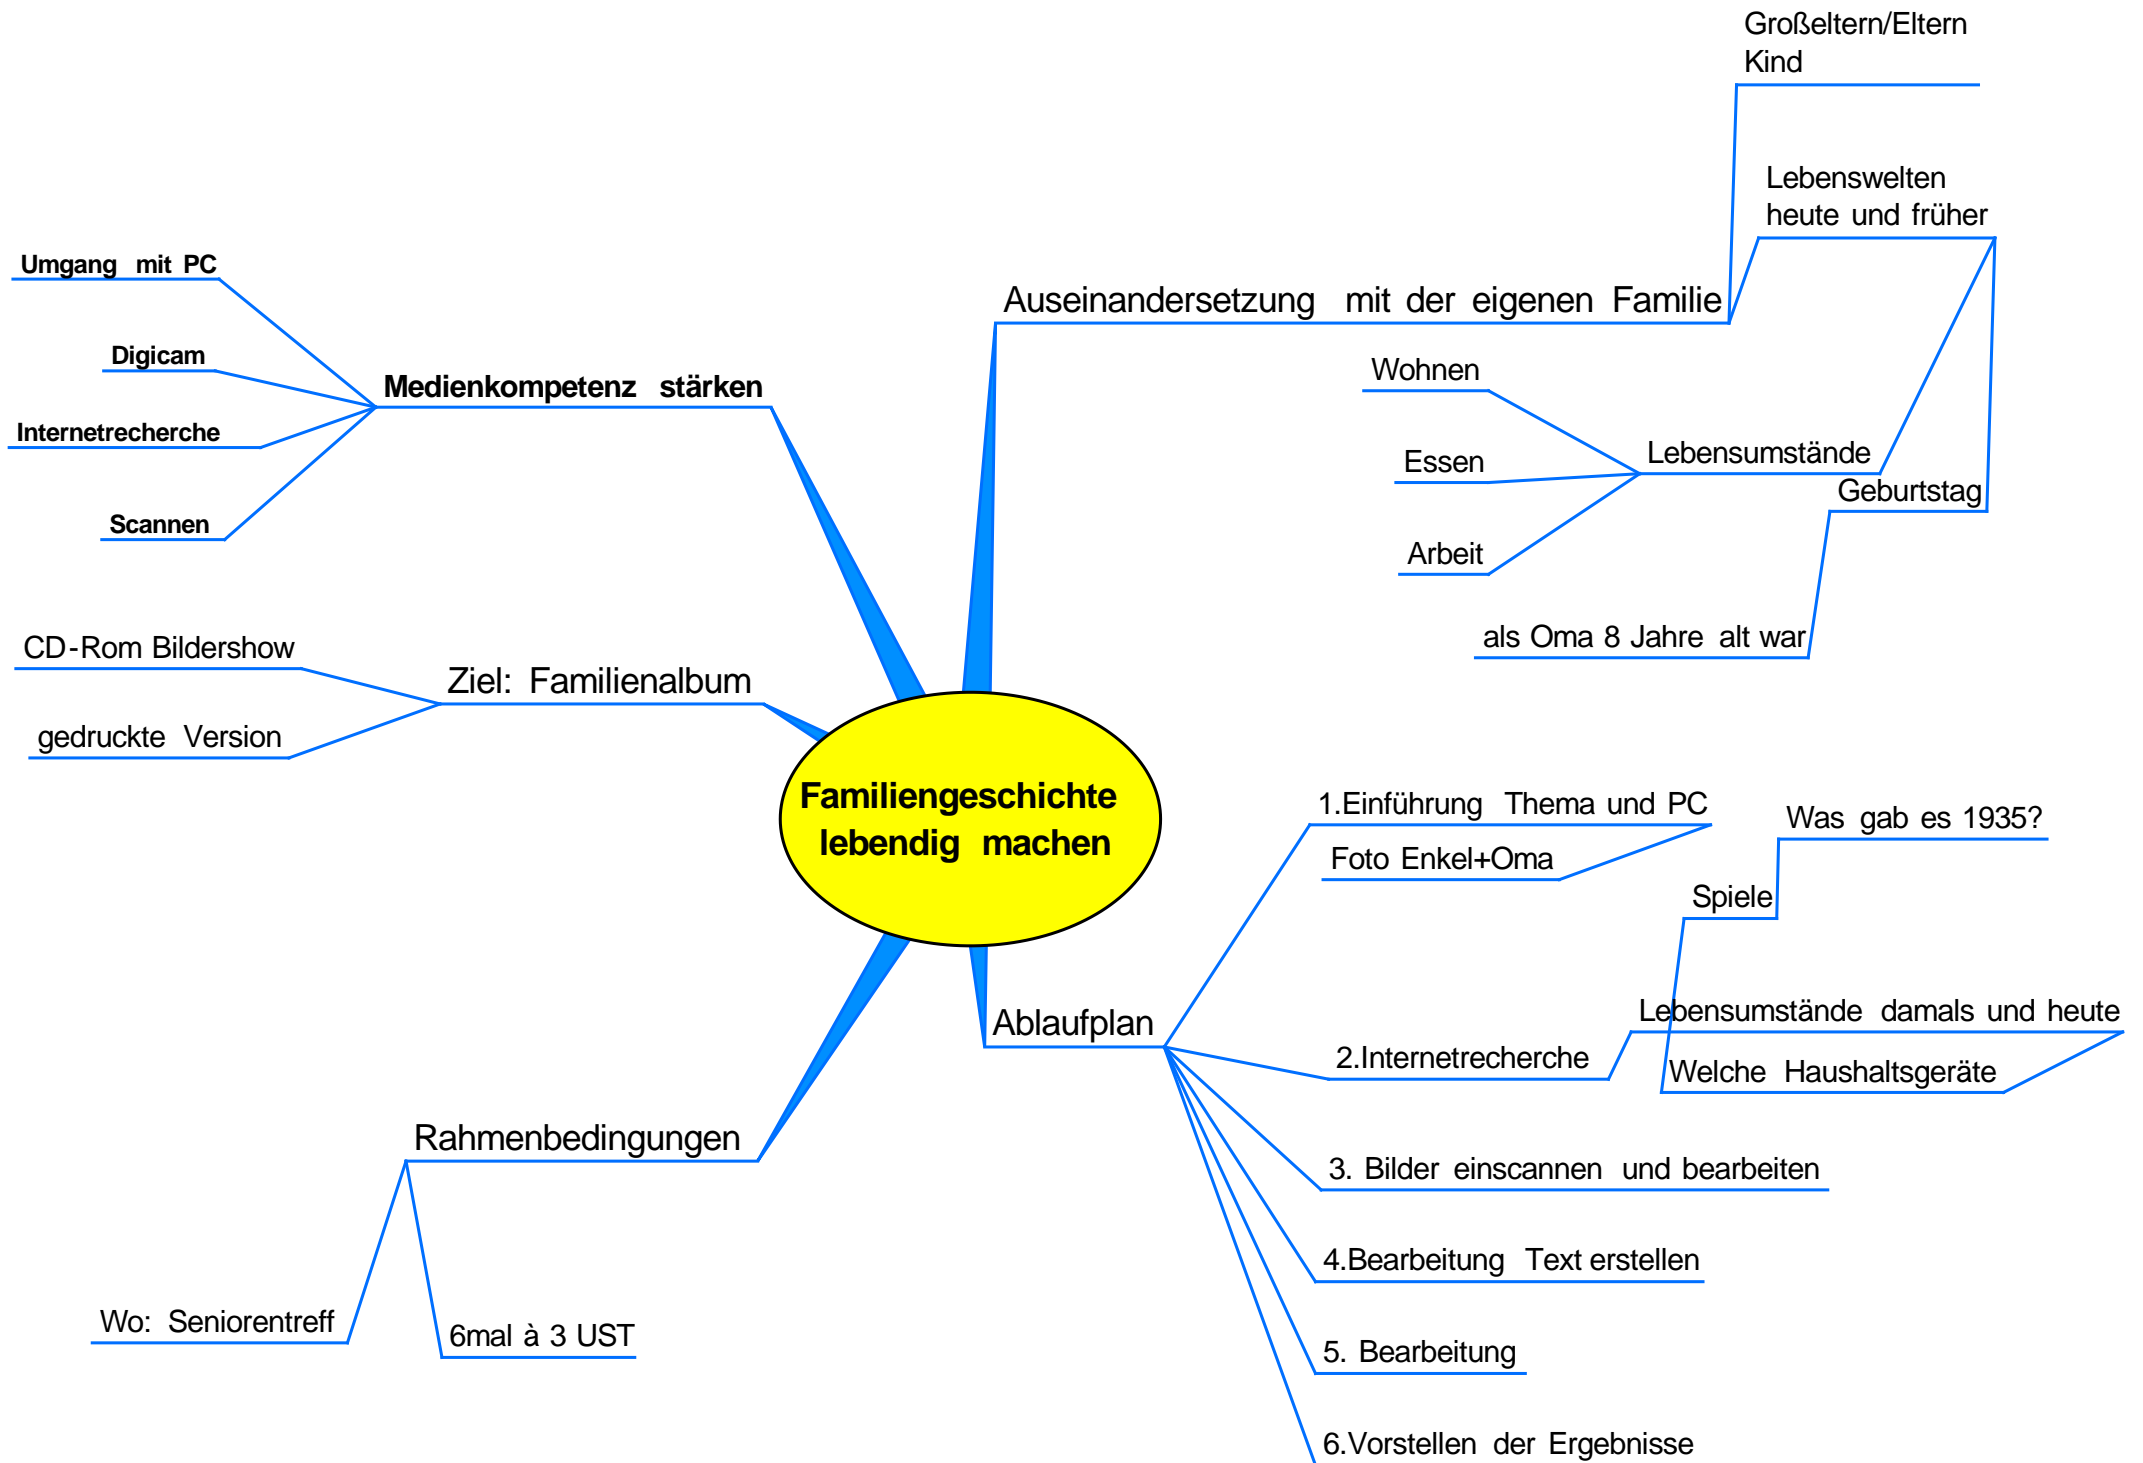 Familiengeschichte
lebendig machen
Medienkompetenz stärken
Umgang mit PC
Digicam
Internetrecherche
Scannen
Ziel: Familienalbum
CD-Rom Bildershow
gedruckte Version
Rahmenbedingungen
Wo: Seniorentreff
6mal à 3 UST
Auseinandersetzung mit der eigenen Familie
Großeltern/Eltern
Kind
Lebenswelten
heute und früher
Lebensumstände
Wohnen
Essen
Arbeit
Geburtstag
als Oma 8 Jahre alt war
Ablaufplan
1.Einführung Thema und PC
Foto Enkel+Oma
2.Internetrecherche
Lebensumstände damals und heute
Welche Haushaltsgeräte
Spiele
Was gab es 1935?
3. Bilder einscannen und bearbeiten
4.Bearbeitung Text erstellen
5. Bearbeitung
6.Vorstellen der Ergebnisse